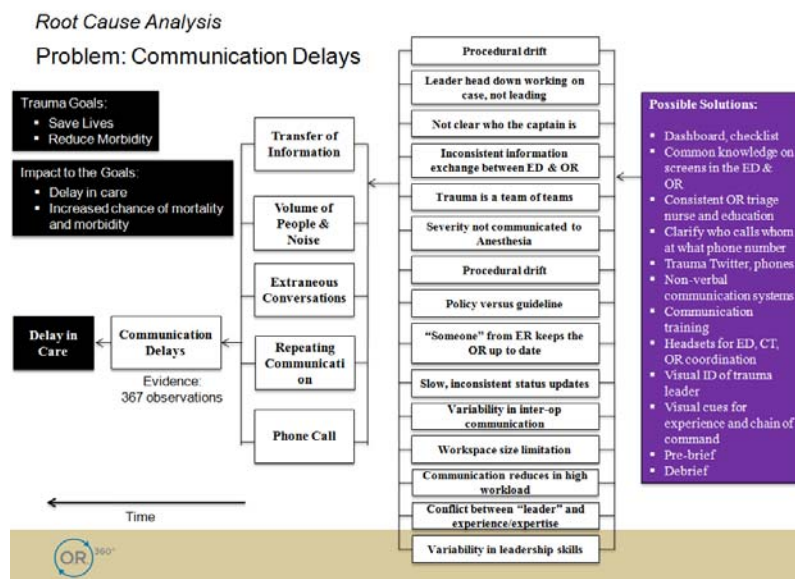 Root Cause Analysis
Problem: Communication Delays
Trauma Goals:
▪ Save Lives
▪ Reduce Morbidity
Impact to the Goals:
▪ Delay in care
▪ Increased chance of mortality
and morbidity
Delay in
Care
Communication
Delays
Evidence:
367 observations
Transfer of
Information
Volume of
People &
Noise
Extraneous
Conversations
Repeating
Communicati
on
Phone Call
Procedural drift
Leader head down working on
case, not leading
Not clear who the captain is
Inconsistent information
exchange between ED & OR
Trauma is a team of teams
Severity not communicated to
Anesthesia
Procedural drift
Policy versus guideline
“Someone” from ER keeps the
OR up to date
Slow, inconsistent status updates
Variability in inter-op
communication
Workspace size limitation
Communication reduces in high
workload
Conflict between “leader” and
experience/expertise
Variability in leadership skills
Possible Solutions:
▪ Dashboard, checklist
▪ Common knowledge on
screens in the ED &
OR
▪ Consistent OR triage
nurse and education
▪ Clarify who calls whom
at what phone number
▪ Trauma Twitter, phones
▪ Non-verbal
communication systems
▪ Communication
training
▪ Headsets for ED, CT,
OR coordination
▪ Visual ID of trauma
leader
▪ Visual cues for
experience and chain of
command
▪ Pre-brief
▪ Debrief
Time
O.R. 360°